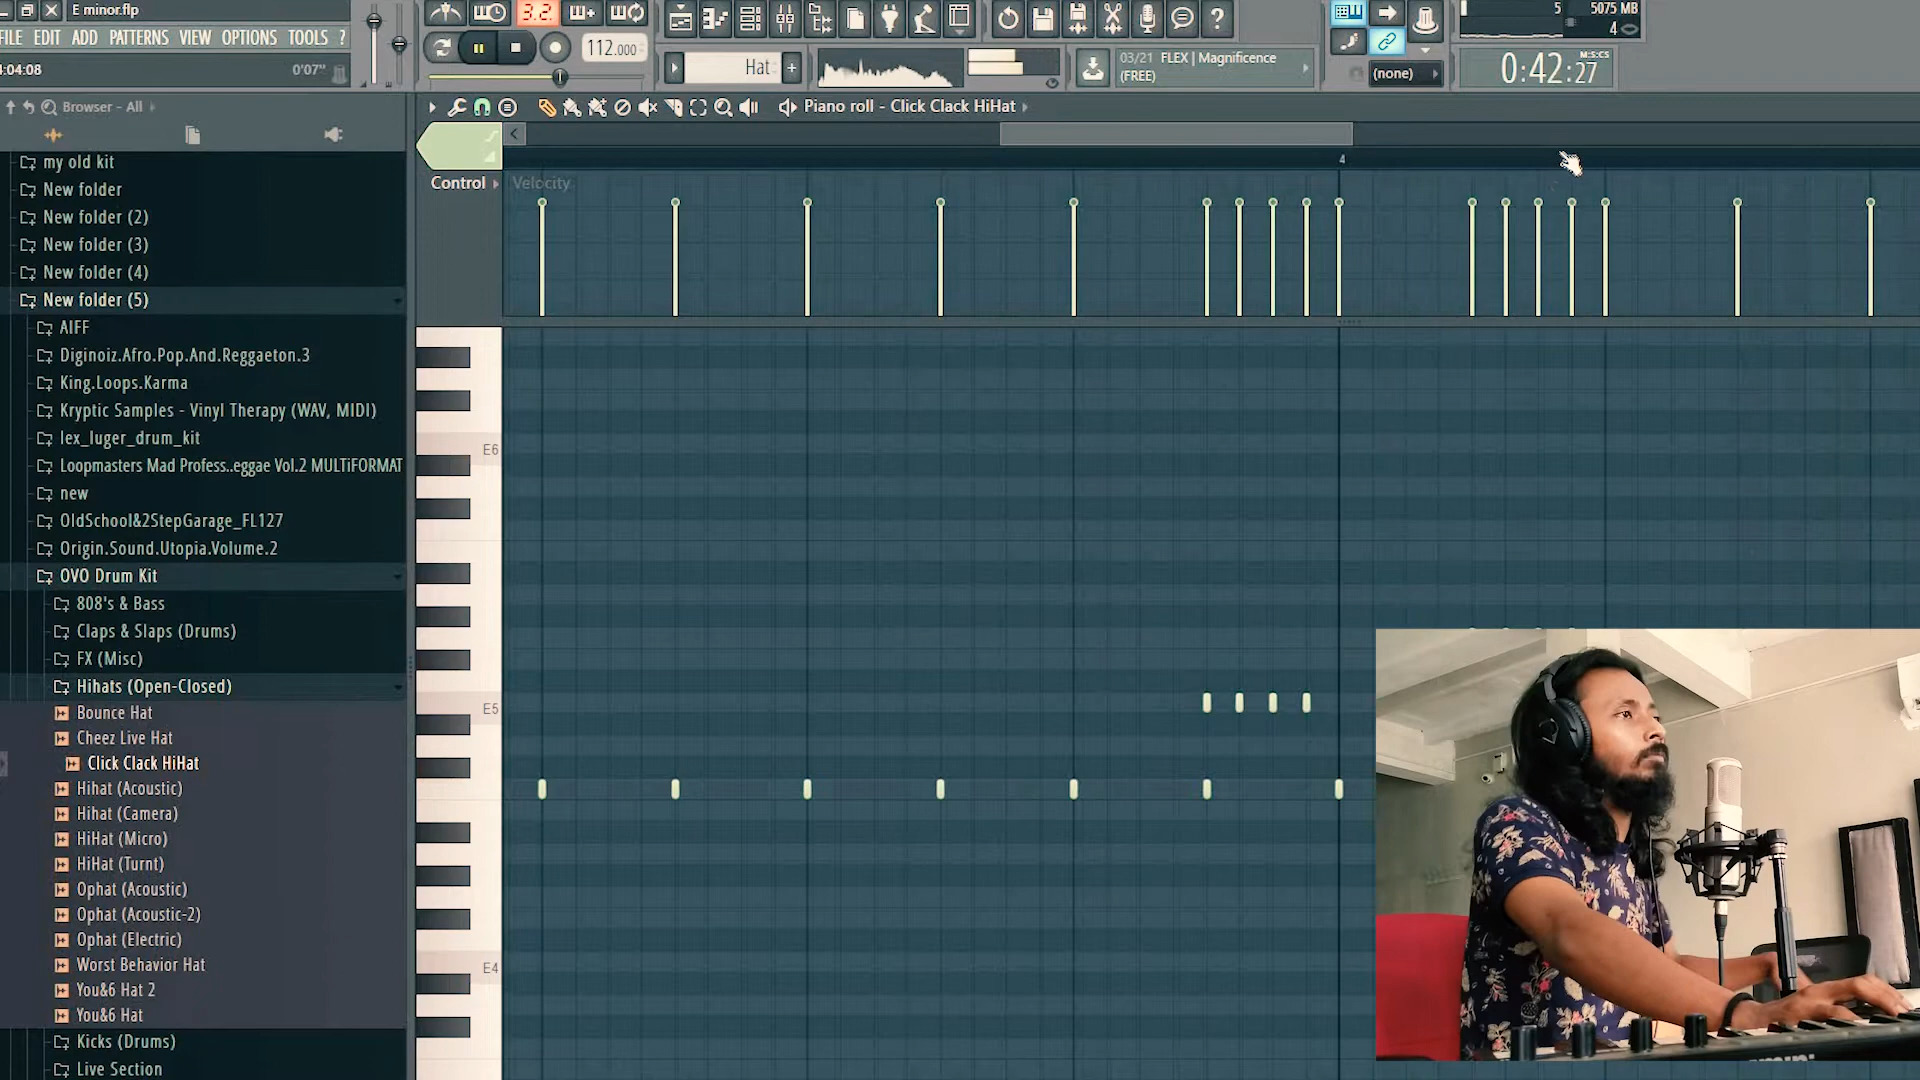 E minor.flp
FILE EDIT ADD PATTERNS VIEW OPTIONS TOOLS ?
:04:08 0'07"
3.2
112.000
Hat
03/21 FLEX | Magnificence
(FREE)
(none)
5 5075 MB
4
0:42:27
M:S:CS
Browser - All
Piano roll - Click Clack HiHat
my old kit
New folder
New folder (2)
New folder (3)
New folder (4)
New folder (5)
AIFF
Diginoiz.Afro.Pop.And.Reggaeton.3
King.Loops.Karma
Kryptic Samples - Vinyl Therapy (WAV, MIDI)
lex_luger_drum_kit
Loopmasters Mad Profess..eggae Vol.2 MULTiFORMAT
new
OldSchool&2StepGarage_FL127
Origin.Sound.Utopia.Volume.2
OVO Drum Kit
808's & Bass
Claps & Slaps (Drums)
FX (Misc)
Hihats (Open-Closed)
Bounce Hat
Cheez Live Hat
Click Clack HiHat
Hihat (Acoustic)
Hihat (Camera)
HiHat (Micro)
HiHat (Turnt)
Ophat (Acoustic)
Ophat (Acoustic-2)
Ophat (Electric)
Worst Behavior Hat
You&6 Hat 2
You&6 Hat
Kicks (Drums)
Live Section
4
Control
Velocity
E6
E5
E4